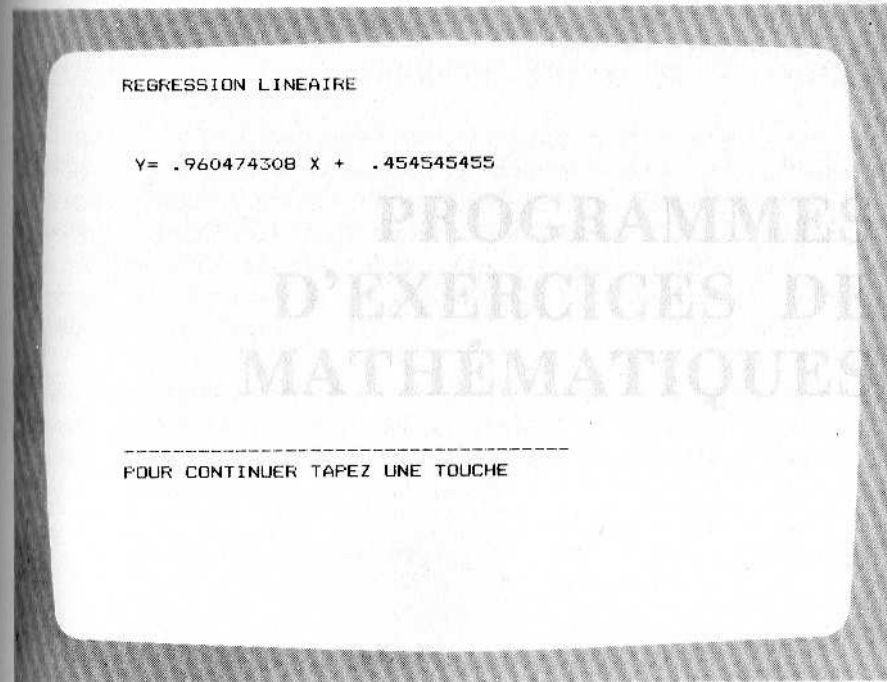 REGRESSION LINEAIRE
Y= .960474308 X + .454545455
PROGRAMMES
D'EXERCICES DE
MATHÉMATIQUES
-------------------------------------
POUR CONTINUER TAPEZ UNE TOUCHE